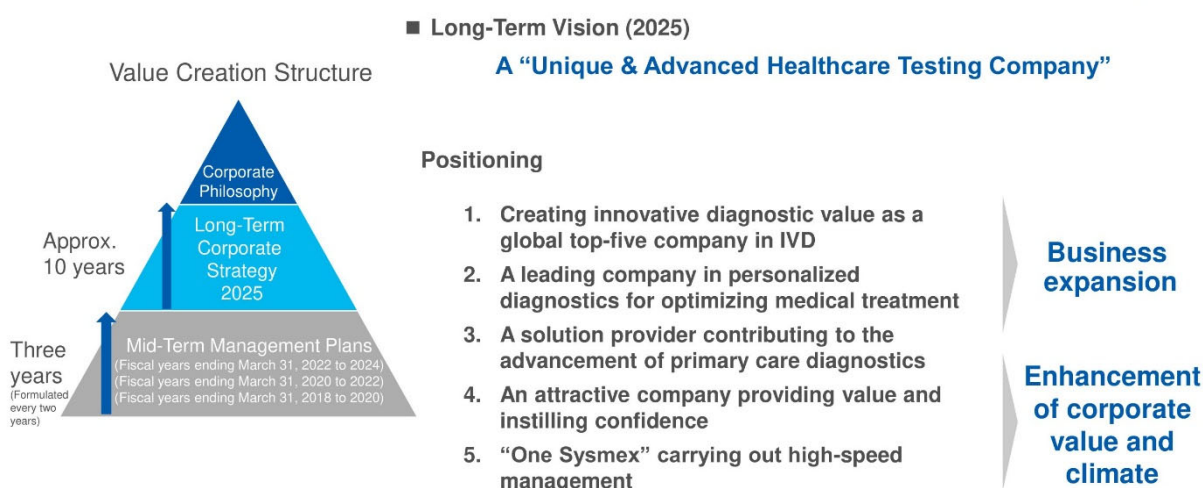 ■ Long-Term Vision (2025)
A “Unique & Advanced Healthcare Testing Company”
Value Creation Structure
Corporate
Philosophy
Long-Term
Corporate
Strategy
2025
Approx.
10 years
Mid-Term Management Plans
(Fiscal years ending March 31, 2022 to 2024)
(Fiscal years ending March 31, 2020 to 2022)
(Fiscal years ending March 31, 2018 to 2020)
Three
years
(Formulated
every two
years)
Positioning
1. Creating innovative diagnostic value as a
global top-five company in IVD
2. A leading company in personalized
diagnostics for optimizing medical treatment
3. A solution provider contributing to the
advancement of primary care diagnostics
4. An attractive company providing value and
instilling confidence
5. “One Sysmex” carrying out high-speed
management
Business
expansion
Enhancement
of corporate
value and
climate